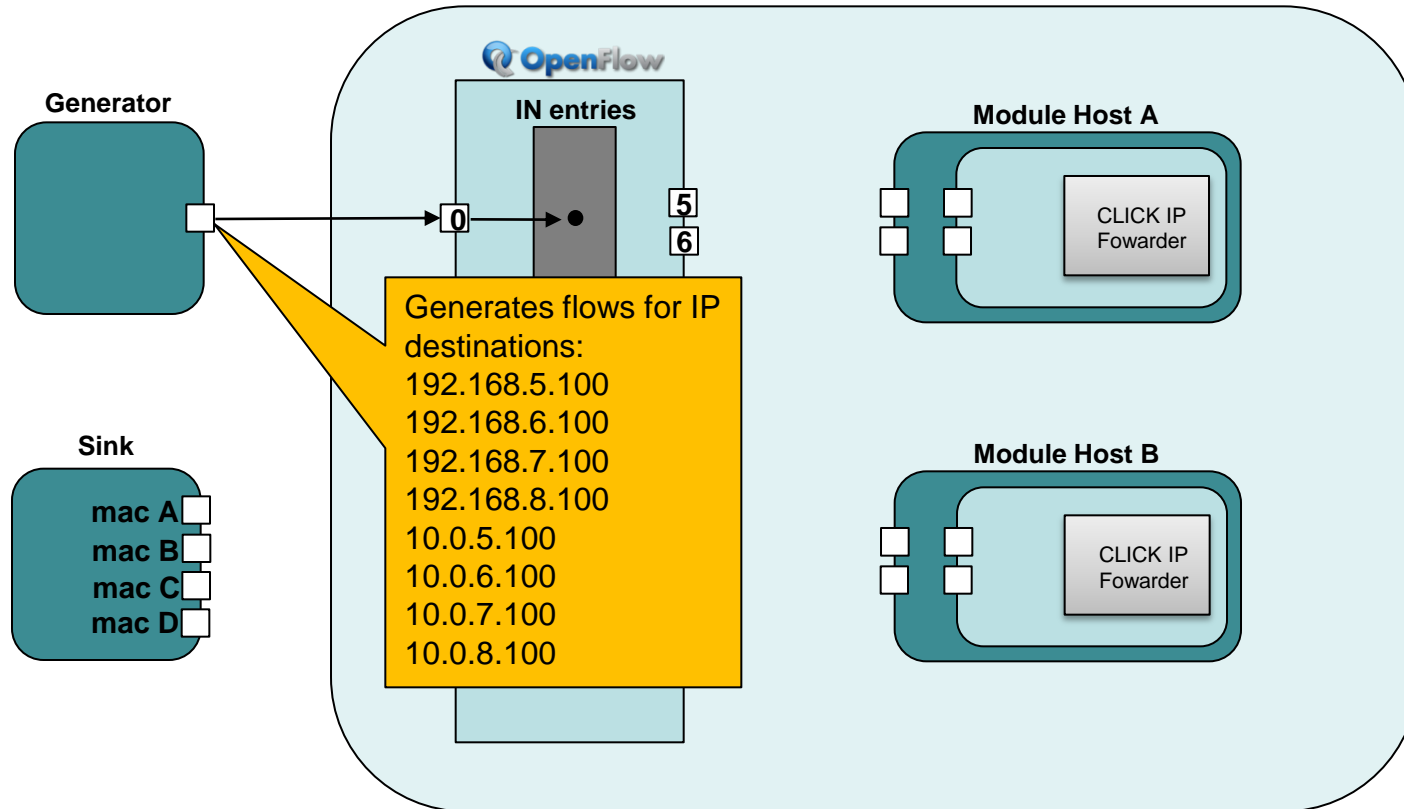 OpenFlow
Generator
IN entries
Module Host A
0
5
6
CLICK IP
Fowarder
Generates flows for IP
destinations:
192.168.5.100
192.168.6.100
192.168.7.100
192.168.8.100
10.0.5.100
10.0.6.100
10.0.7.100
10.0.8.100
Sink
mac A
mac B
mac C
mac D
Module Host B
CLICK IP
Fowarder